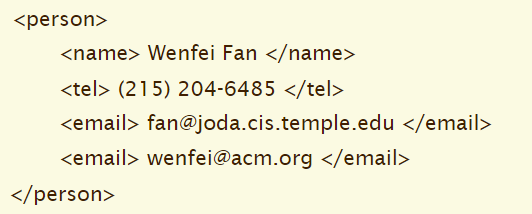 <person>
<name> Wenfei Fan </name>
<tel> (215) 204-6485 </tel>
<email> fan@joda.cis.temple.edu </email>
<email> wenfei@acm.org </email>
</person>